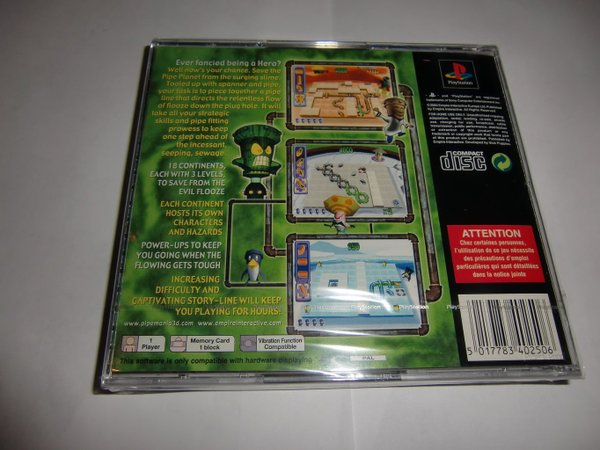 Ever fancied being a Hero?
Well now's your chance. Save the
Pipe Planet from the surging slime.
Tooled up with spanner and pipe,
your task is to piece together a pipe
line that directs the relentless flow
of flooze down the plug hole. It will
take all your strategic
skills and pipe fitting
prowess to keep
one step ahead of
the incessant,
seeping, sewage.
18 CONTINENTS,
EACH WITH 3 LEVELS,
TO SAVE FROM THE
EVIL FLOOZE
EACH CONTINENT
HOSTS ITS OWN
CHARACTERS
AND HAZARDS
POWER-UPS TO KEEP
YOU GOING WHEN THE
FLOWING GETS TOUGH
INCREASING
DIFFICULTY AND
CAPTIVATING STORY-LINE WILL KEEP
YOU PLAYING FOR HOURS!
www.pipemania3d.com www.empireinteractive.com
1
Player
Memory Card
1 block
Vibration Function
Compatible
This software is only compatible with hardware displaying
PAL
PlayStation
COMPACT
disc
ATTENTION
Chez certaines personnes,
l'utilisation de ce jeu nécessite
des précautions d'emploi
particulières qui sont détaillées
dans la notice jointe
PlayStation
PlayStation
5 017783 402506